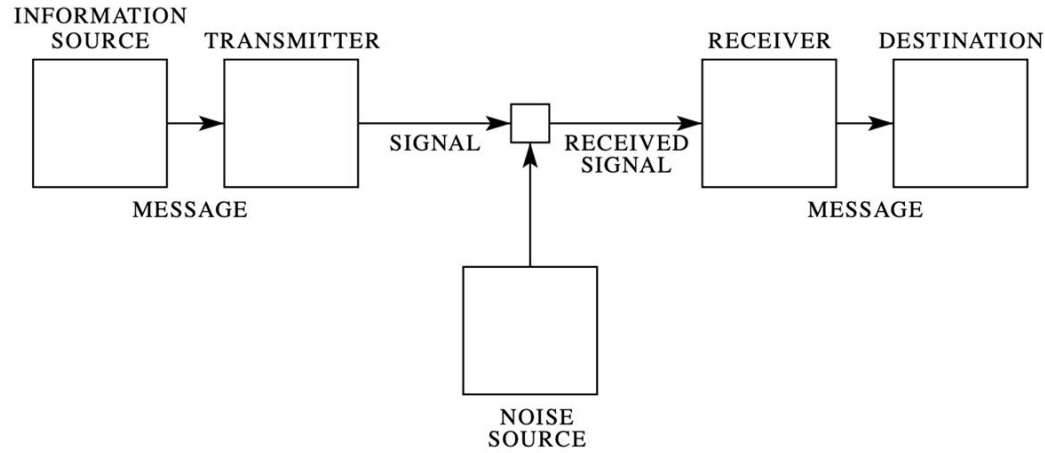 INFORMATION
SOURCE
TRANSMITTER
RECEIVER
DESTINATION
SIGNAL
RECEIVED
SIGNAL
MESSAGE
MESSAGE
NOISE
SOURCE